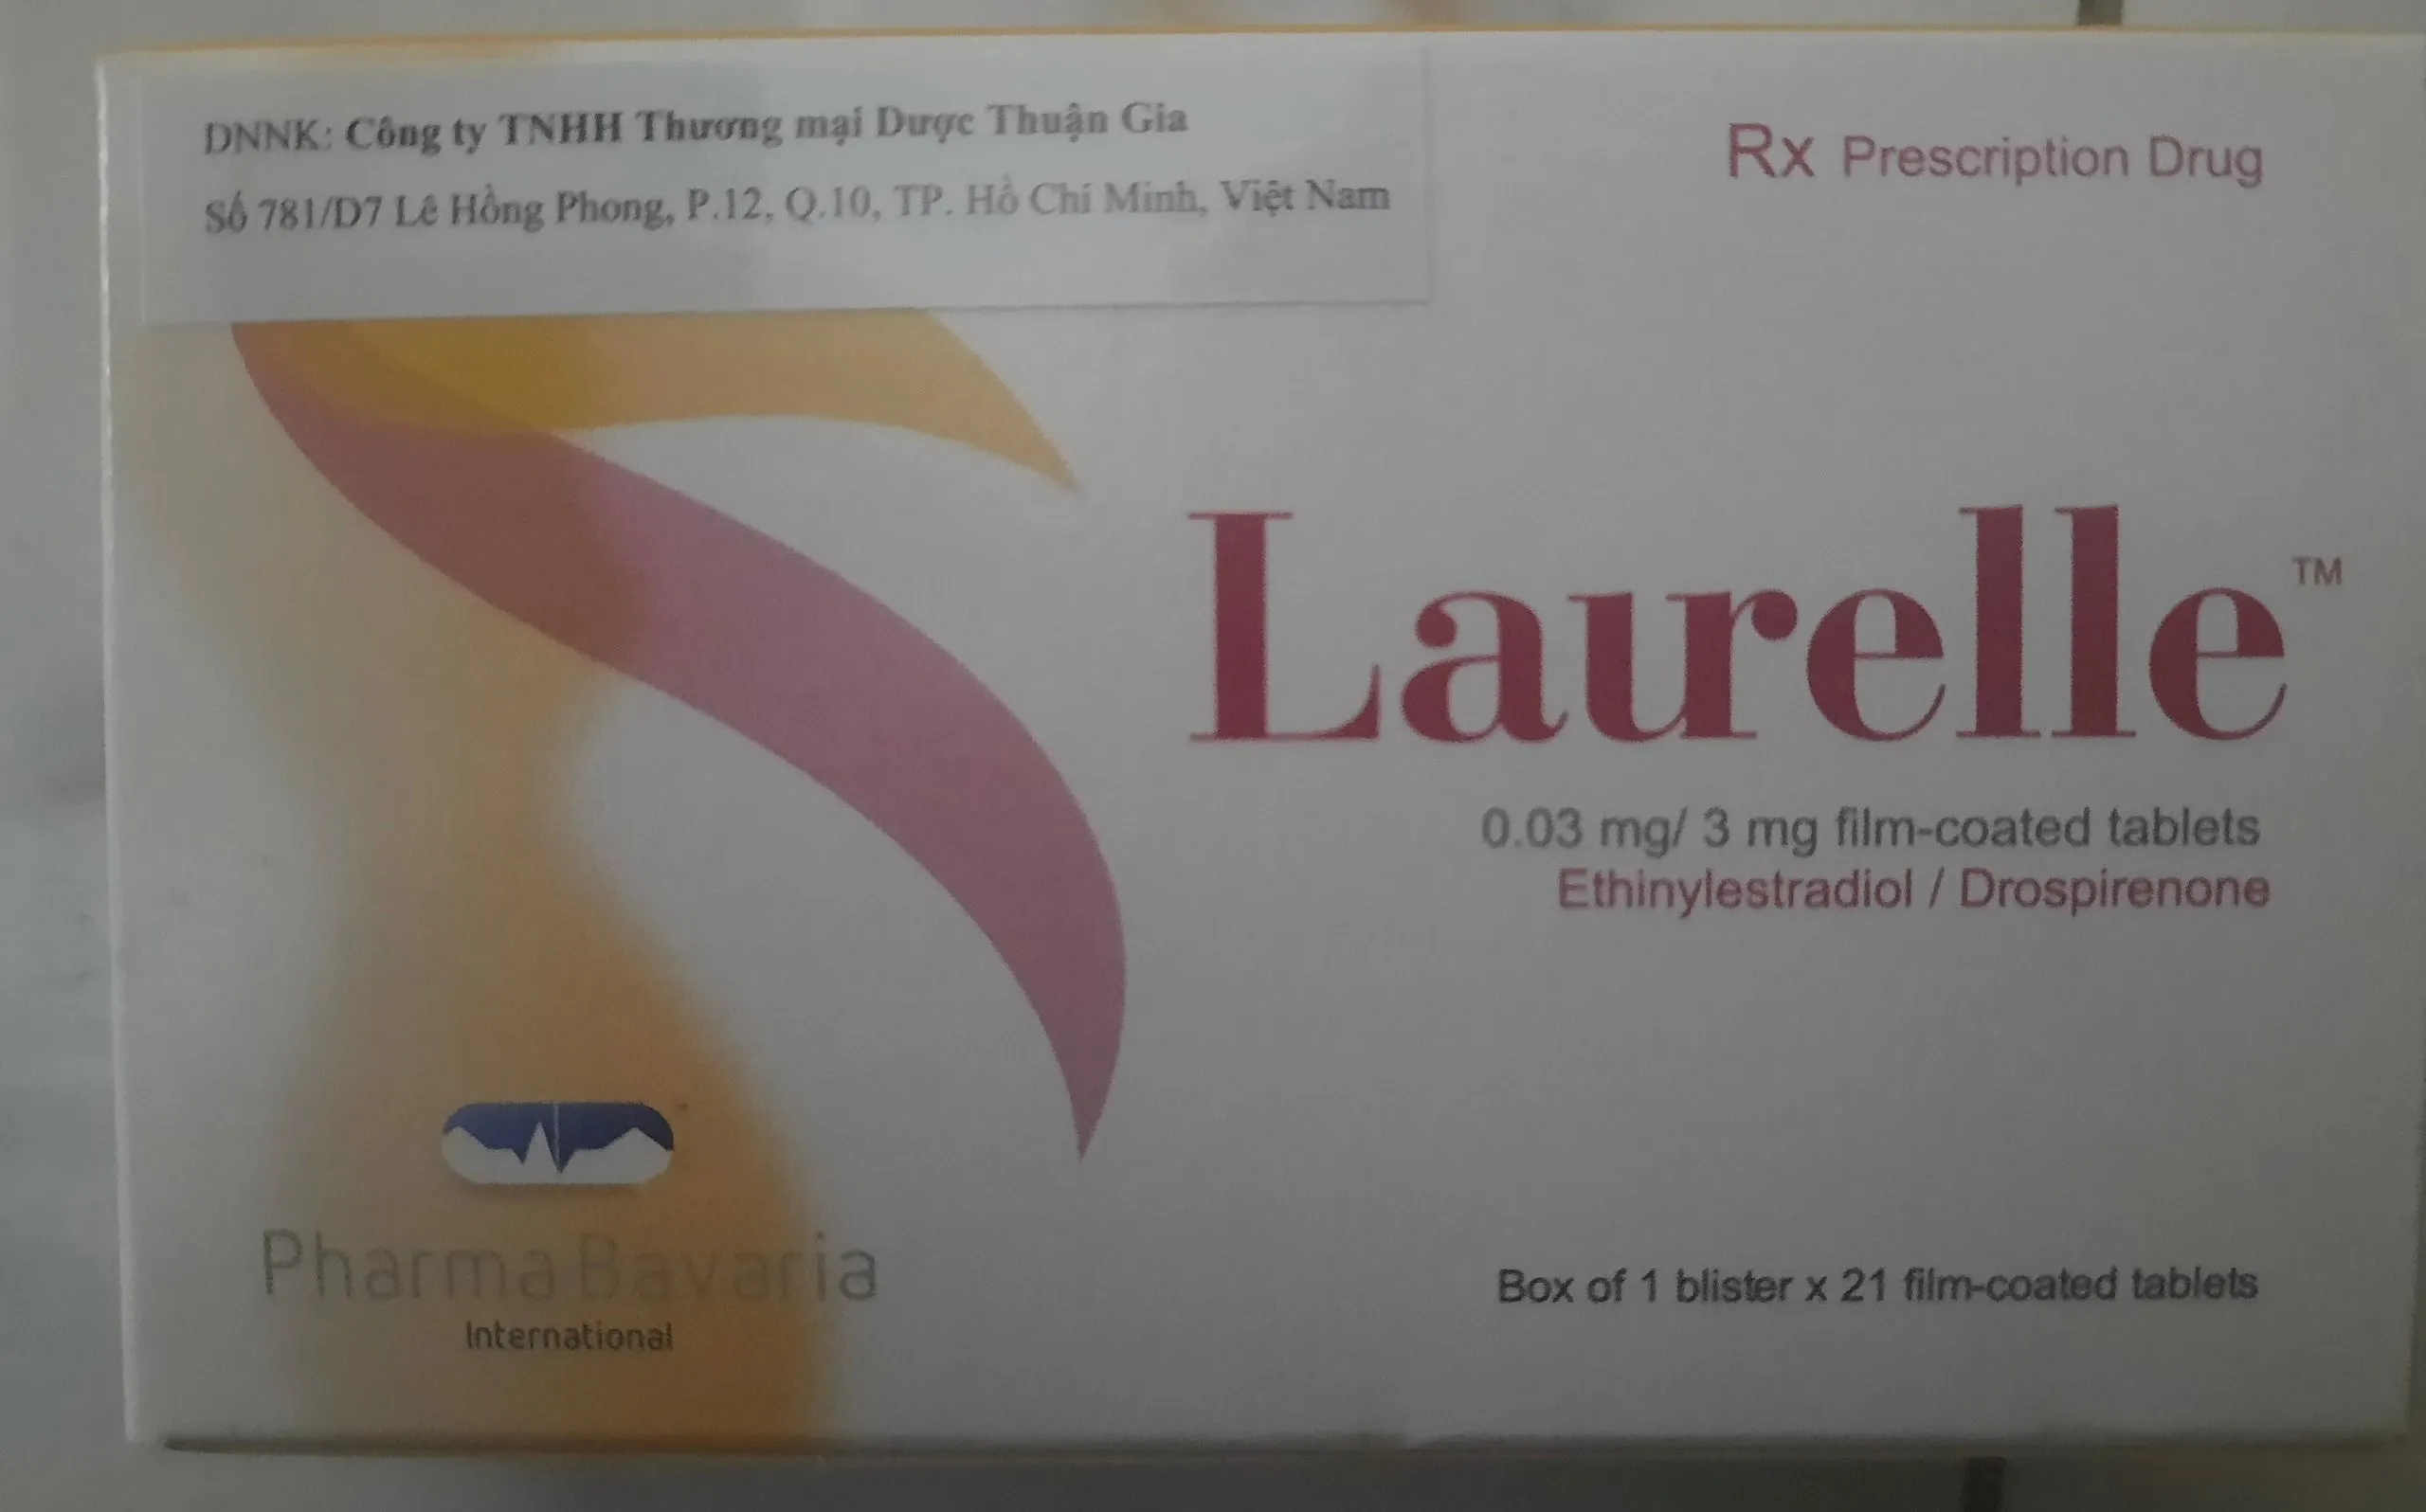 DNNK: Công ty TNHH Thương mại Dược Thuận Gia
Số 781/D7 Lê Hồng Phong, P.12, Q.10, TP. Hồ Chí Minh, Việt Nam
Rx Prescription Drug
Laurelle™
0.03 mg/ 3 mg film-coated tablets
Ethinylestradiol / Drospirenone
Pharma Bavaria
International
Box of 1 blister x 21 film-coated tablets